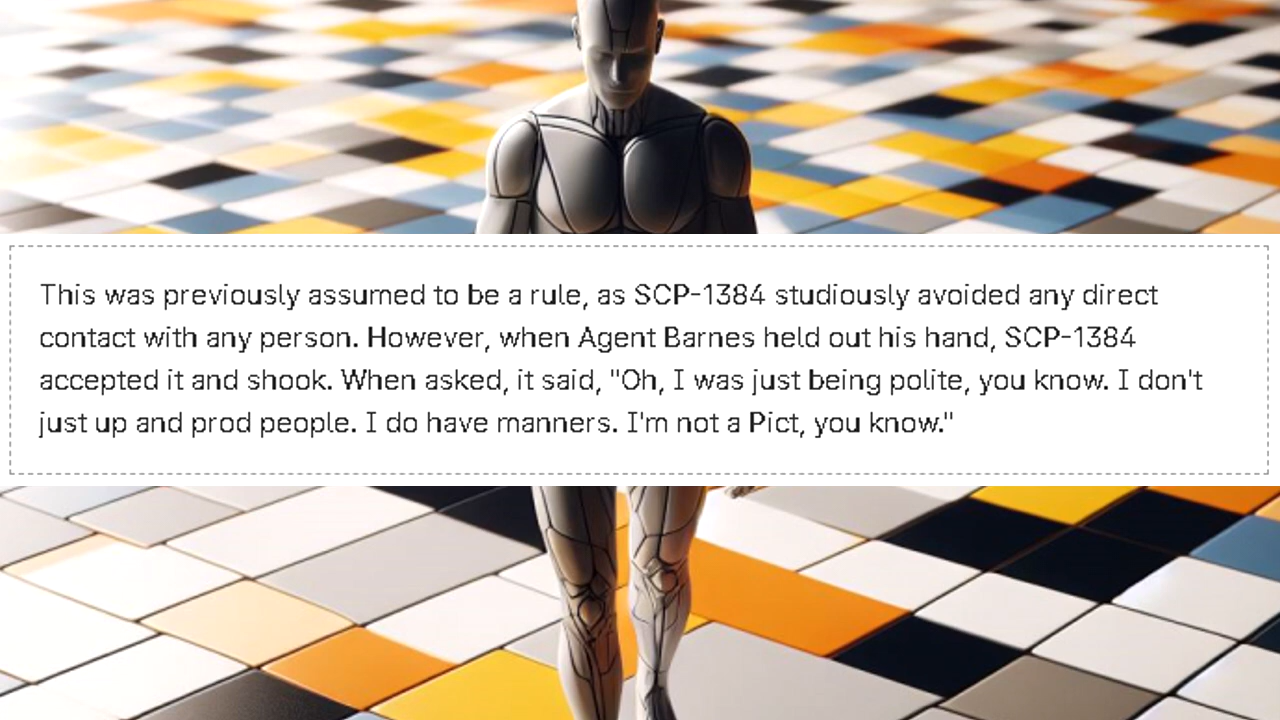 This was previously assumed to be a rule, as SCP-1384 studiously avoided any direct
contact with any person. However, when Agent Barnes held out his hand, SCP-1384
accepted it and shook. When asked, it said, "Oh, I was just being polite, you know. I don't
just up and prod people. I do have manners. I'm not a Pict, you know."